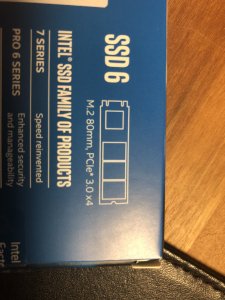 SSD 6
M.2 80mm, PCIe* 3.0 x4
INTEL® SSD FAMILY OF PRODUCTS
7 SERIES
Speed reinvented
PRO 6 SERIES
Enhanced security
and manageability
Intel